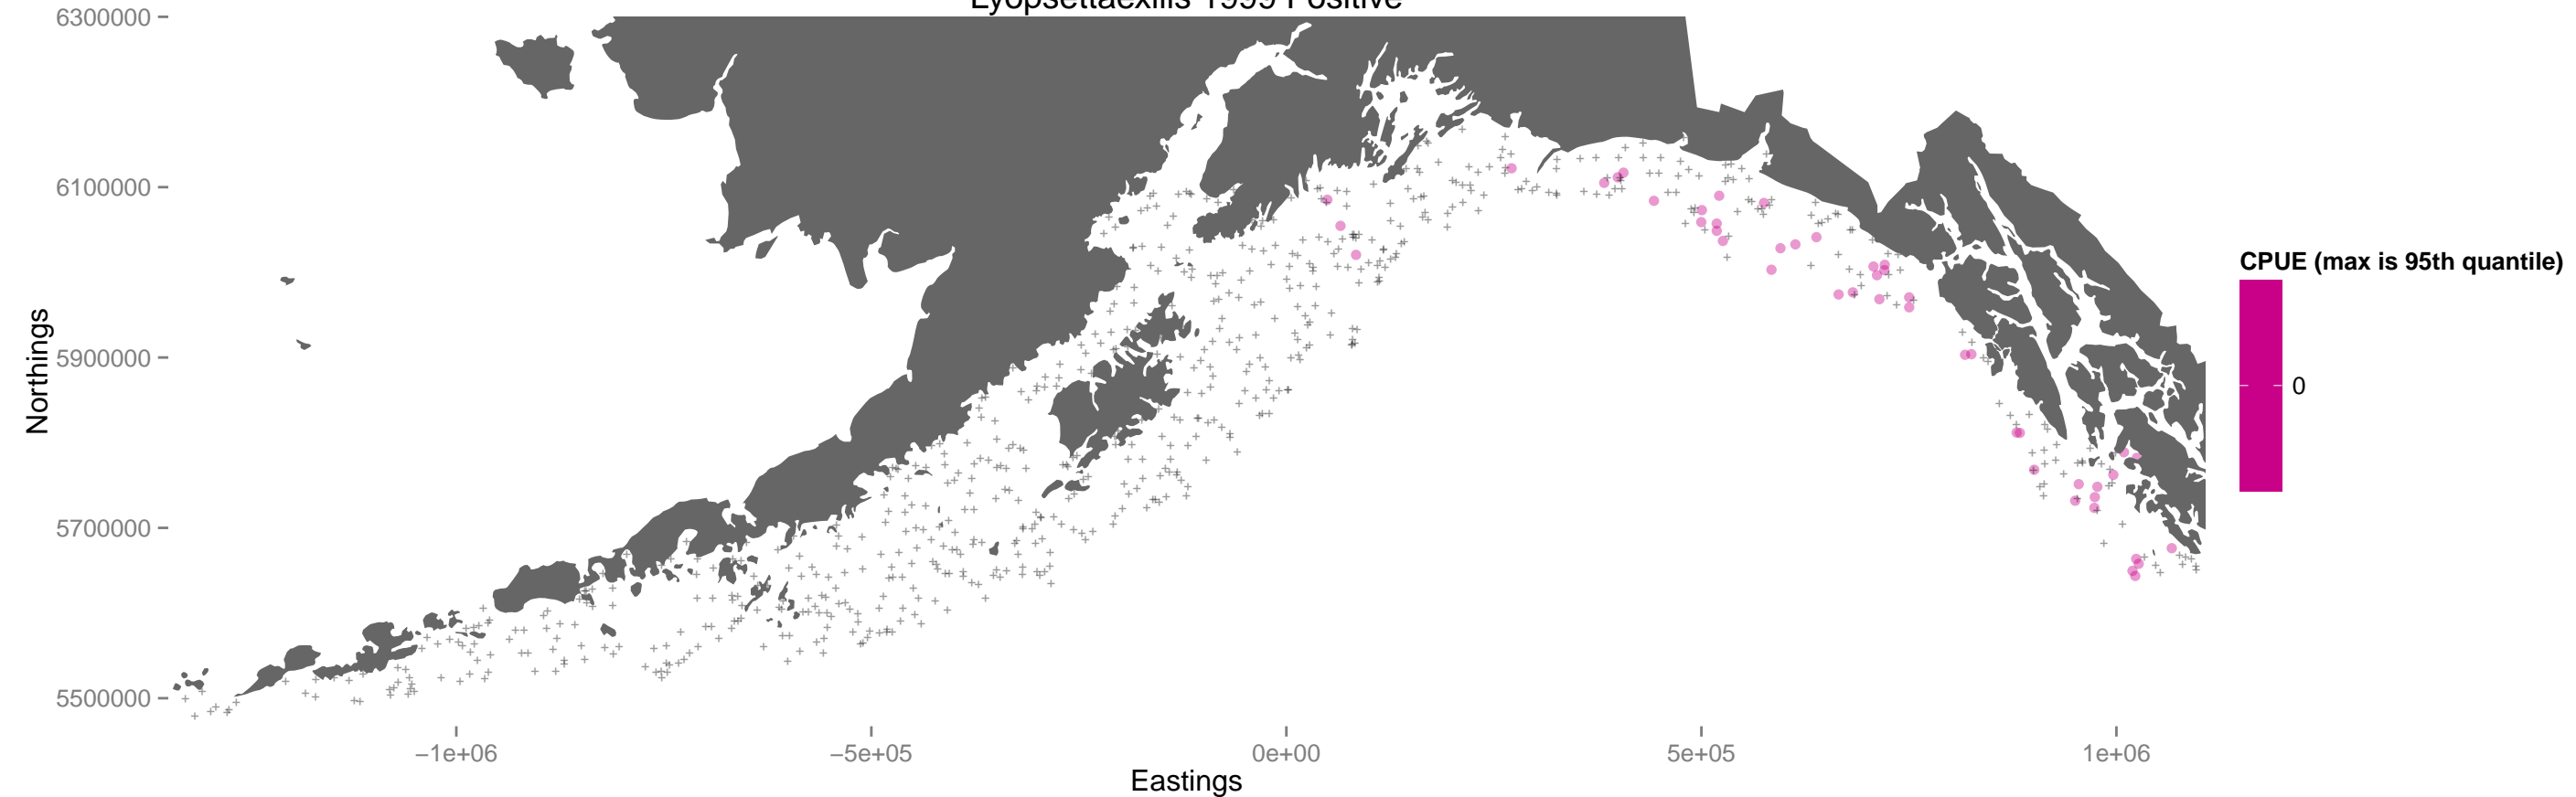 Lyopsettaexilis 1999 Positive
6300000
6100000
5900000
5700000
5500000
Northings
−1e+06
−5e+05
0e+00
5e+05
1e+06
Eastings
CPUE (max is 95th quantile)
0